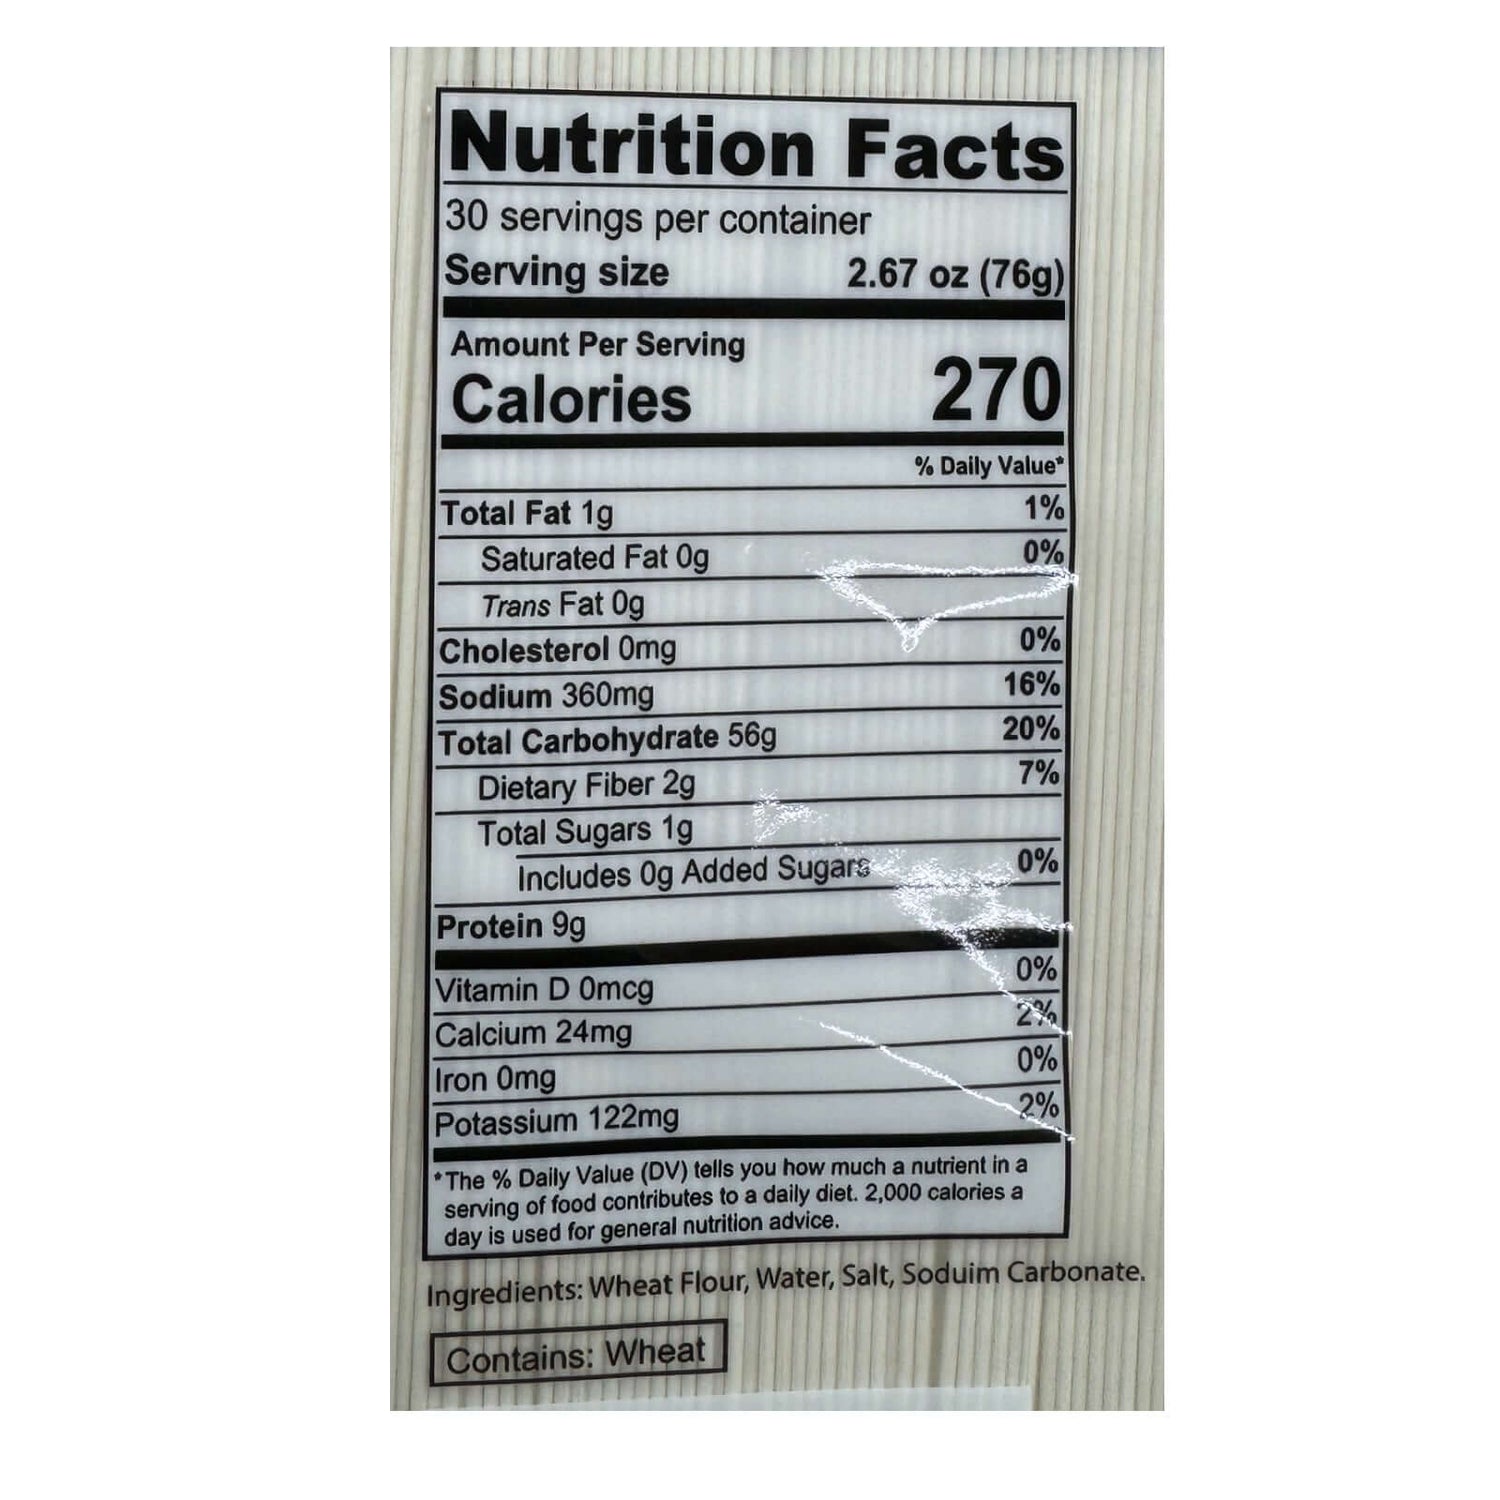 Nutrition Facts
30 servings per container
Serving size 2.67 oz (76g)
Amount Per Serving
Calories 270
% Daily Value*
Total Fat 1g 1%
Saturated Fat 0g 0%
Trans Fat 0g
Cholesterol 0mg 0%
Sodium 360mg 16%
Total Carbohydrate 56g 20%
Dietary Fiber 2g 7%
Total Sugars 1g
Includes 0g Added Sugars 0%
Protein 9g
Vitamin D 0mcg 0%
Calcium 24mg 2%
Iron 0mg 0%
Potassium 122mg 2%
*The % Daily Value (DV) tells you how much a nutrient in a
serving of food contributes to a daily diet. 2,000 calories a
day is used for general nutrition advice.
Ingredients: Wheat Flour, Water, Salt, Soduim Carbonate.
Contains: Wheat